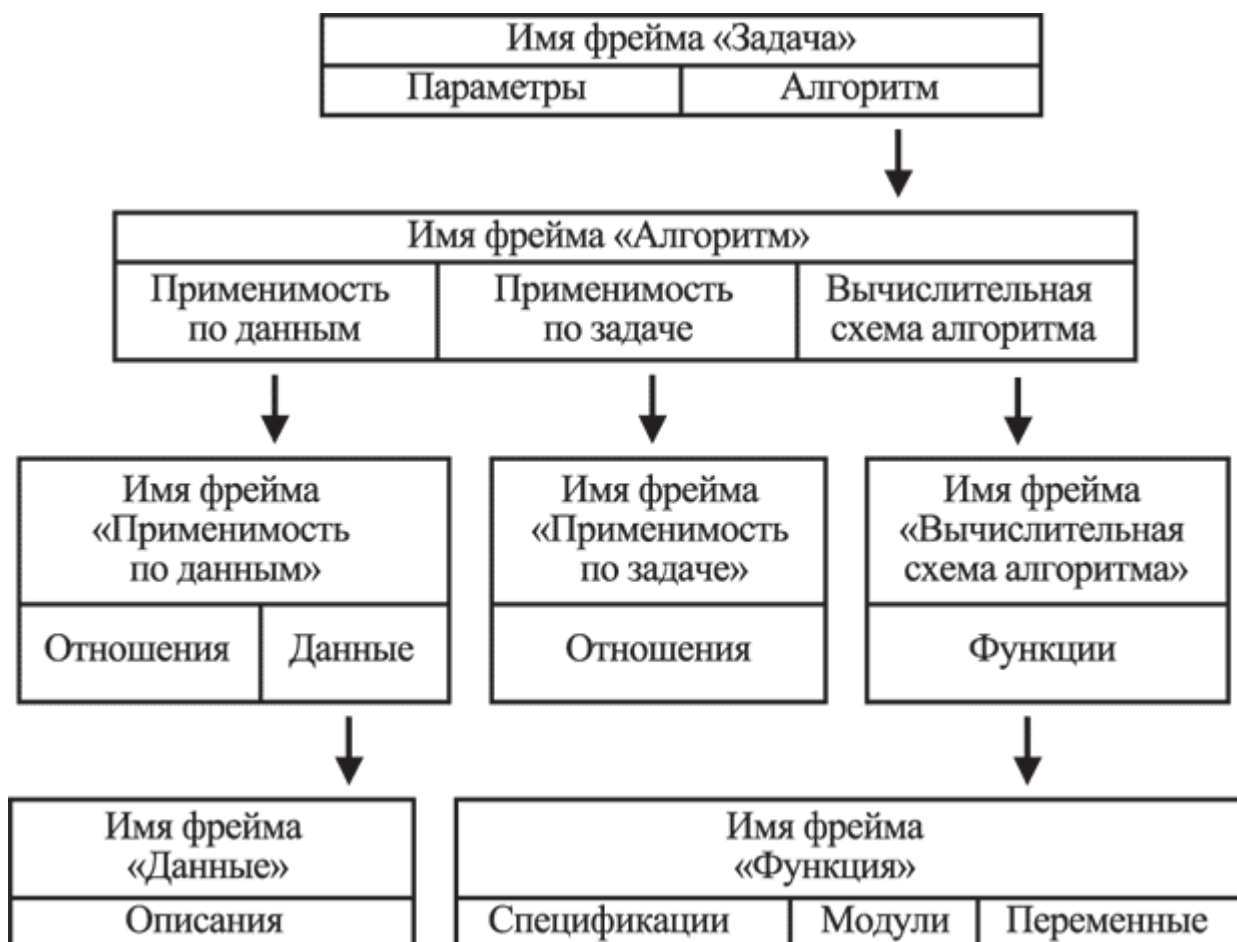 Имя фрейма «Задача»
Параметры
Алгоритм
Имя фрейма «Алгоритм»
Применимость
по данным
Применимость
по задаче
Вычислительная
схема алгоритма
Имя фрейма
«Применимость
по данным»
Отношения
Данные
Имя фрейма
«Применимость
по задаче»
Отношения
Имя фрейма
«Вычислительная
схема алгоритма»
Функции
Имя фрейма
«Данные»
Описания
Имя фрейма
«Функция»
Спецификации
Модули
Переменные